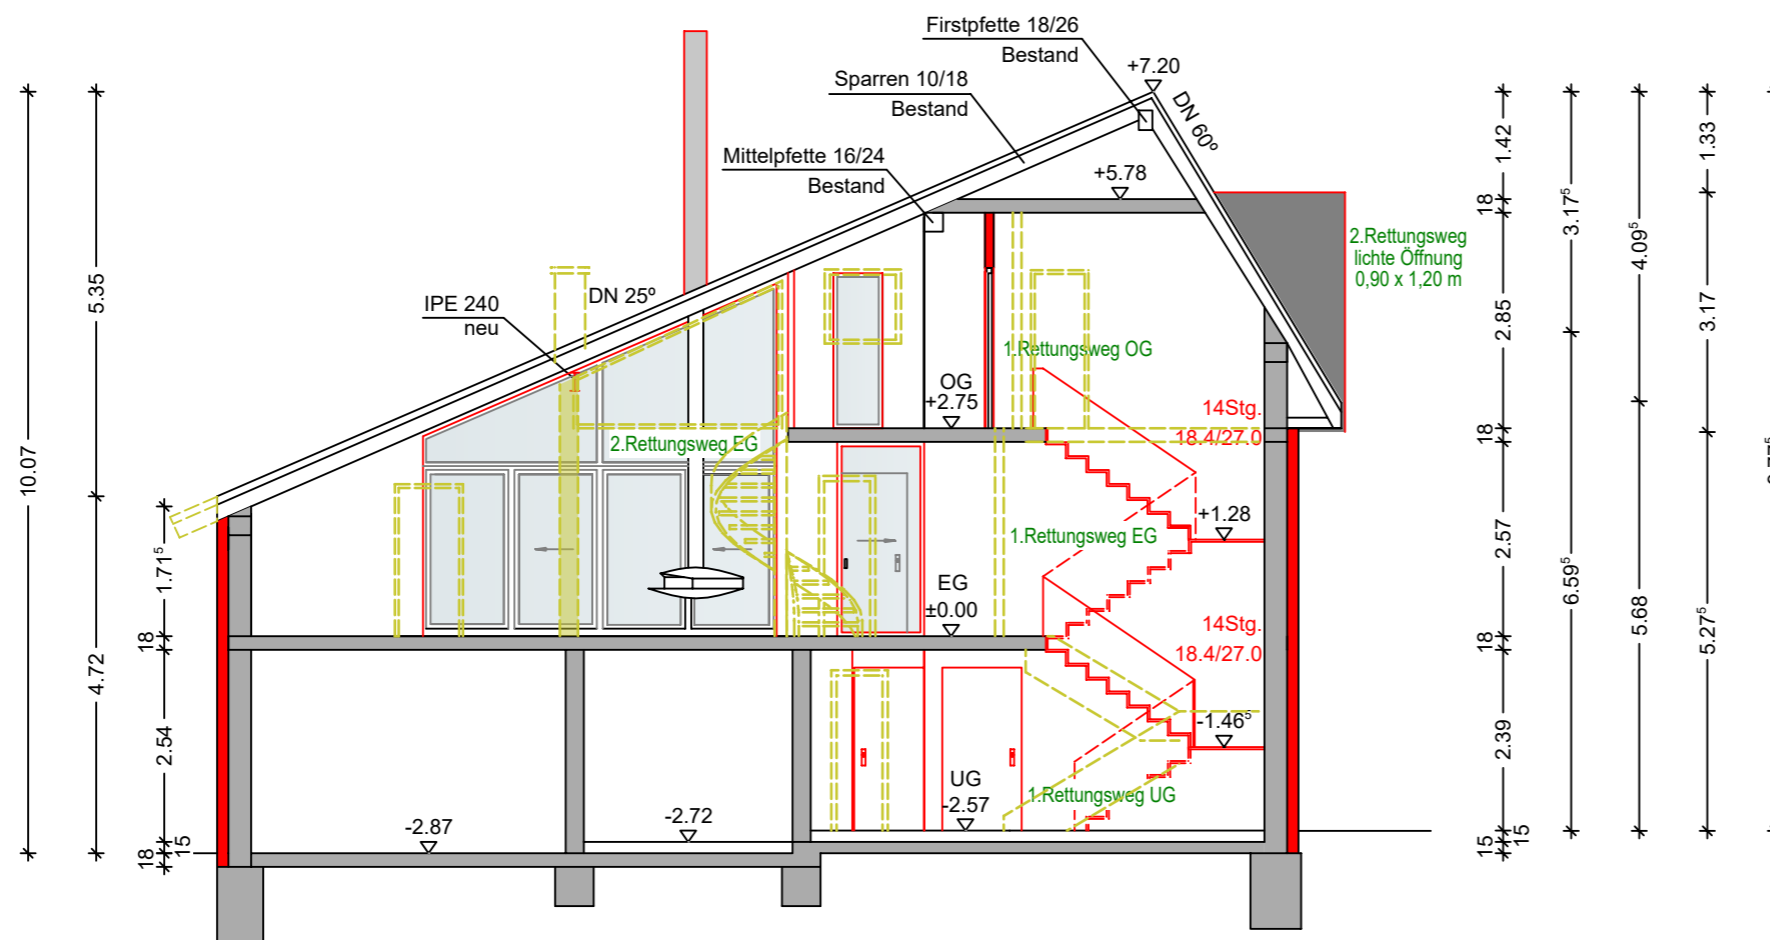 Firstpfette 18/26
Bestand
Sparren 10/18
Bestand
Mittelpfette 16/24
Bestand
+7.20
DN 60°
+5.78
IPE 240
neu
DN 25°
2.Rettungsweg
lichte Öffnung
0,90 x 1,20 m
1.Rettungsweg OG
OG
+2.75
14Stg.
18.4/27.0
2.Rettungsweg EG
+1.28
1.Rettungsweg EG
EG
±0.00
14Stg.
18.4/27.0
-1.46⁵
UG
-2.57
1.Rettungsweg UG
-2.87
-2.72
10.07
5.35
4.72
1.71⁵
18
2.54
18
15
1.42
18
2.85
18
2.57
18
2.39
15
15
3.17⁵
6.59⁵
4.09⁵
5.68
1.33
3.17
5.27⁵